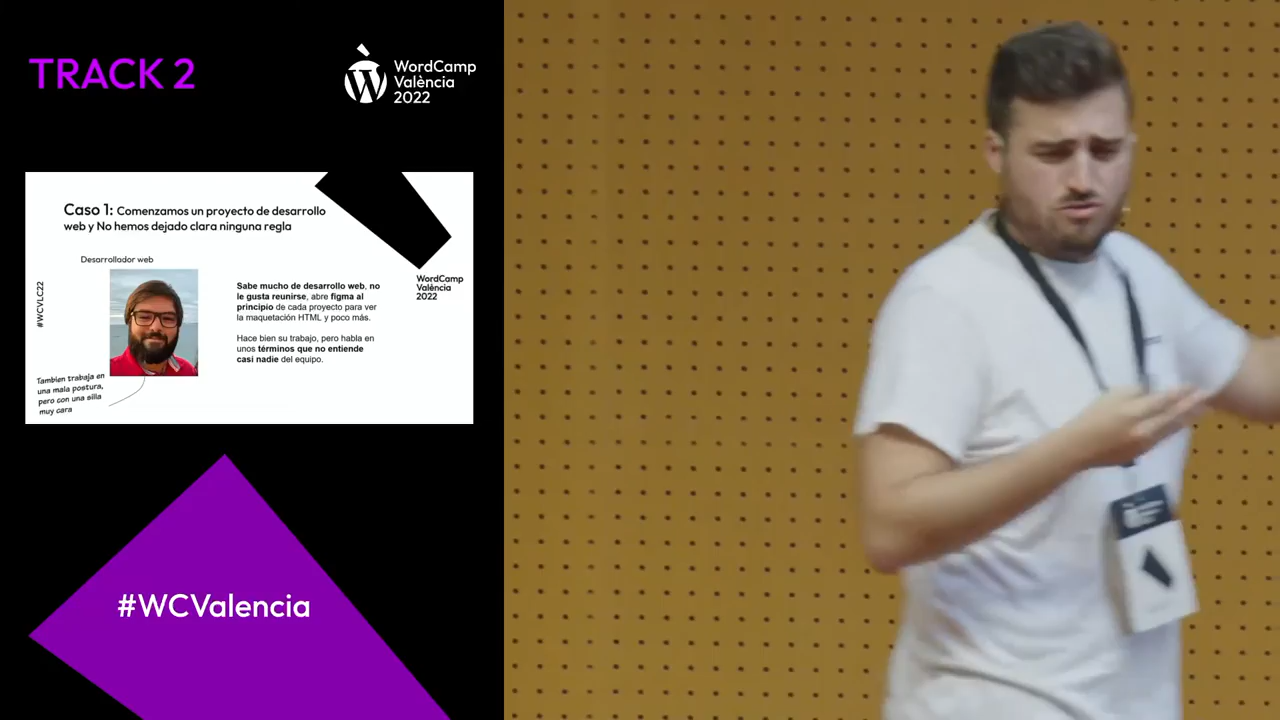 TRACK 2
WordCamp
València
2022
Caso 1: Comenzamos un proyecto de desarrollo
web y No hemos dejado clara ninguna regla
Desarrollador web
Sabe mucho de desarrollo web, no
le gusta reunirse, abre figma al
principio de cada proyecto para ver
la maquetación HTML y poco más.
Hace bien su trabajo, pero habla en
unos términos que no entiende
casi nadie del equipo.
WordCamp
València
2022
#WCVLC22
Tambien trabaja en
una mala postura,
pero con una silla
muy cara
#WCValencia